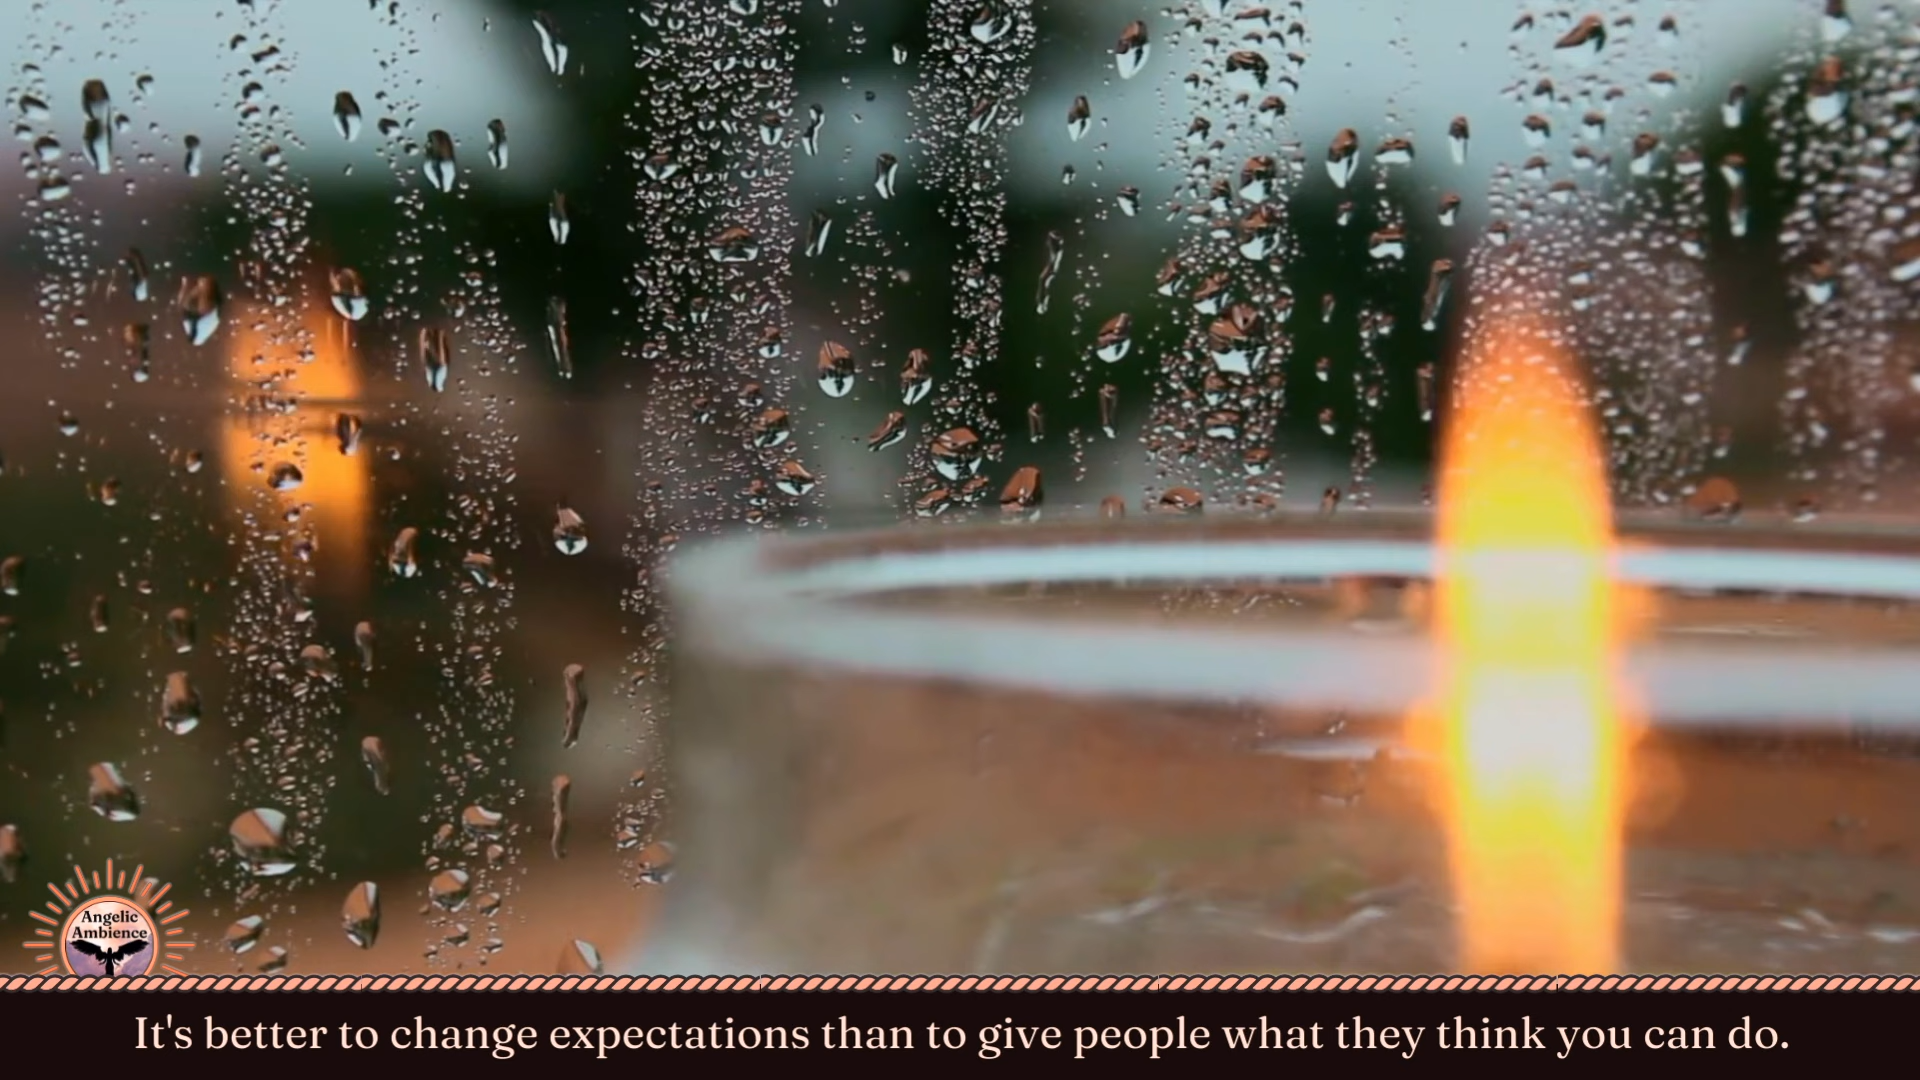 Angelic
Ambience
It's better to change expectations than to give people what they think you can do.